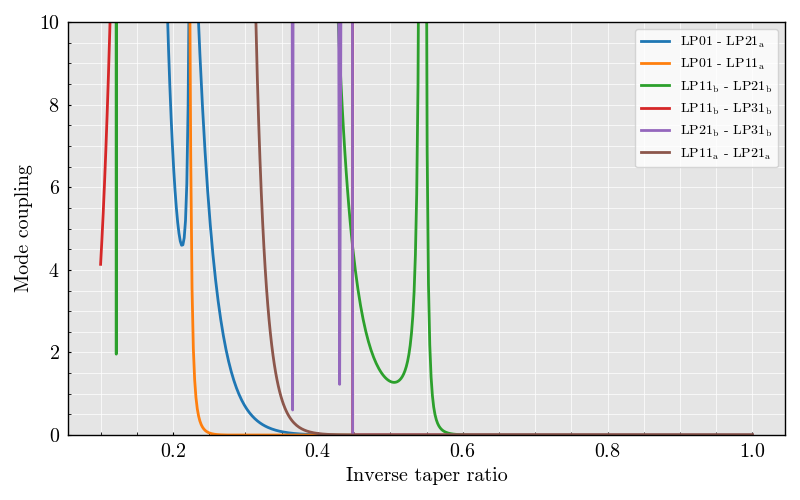 10
8
6
4
2
0
Mode coupling
LP01 - LP21a
LP01 - LP11a
LP11b - LP21b
LP11b - LP31b
LP21b - LP31b
LP11a - LP21a
0.2 0.4 0.6 0.8 1.0
Inverse taper ratio